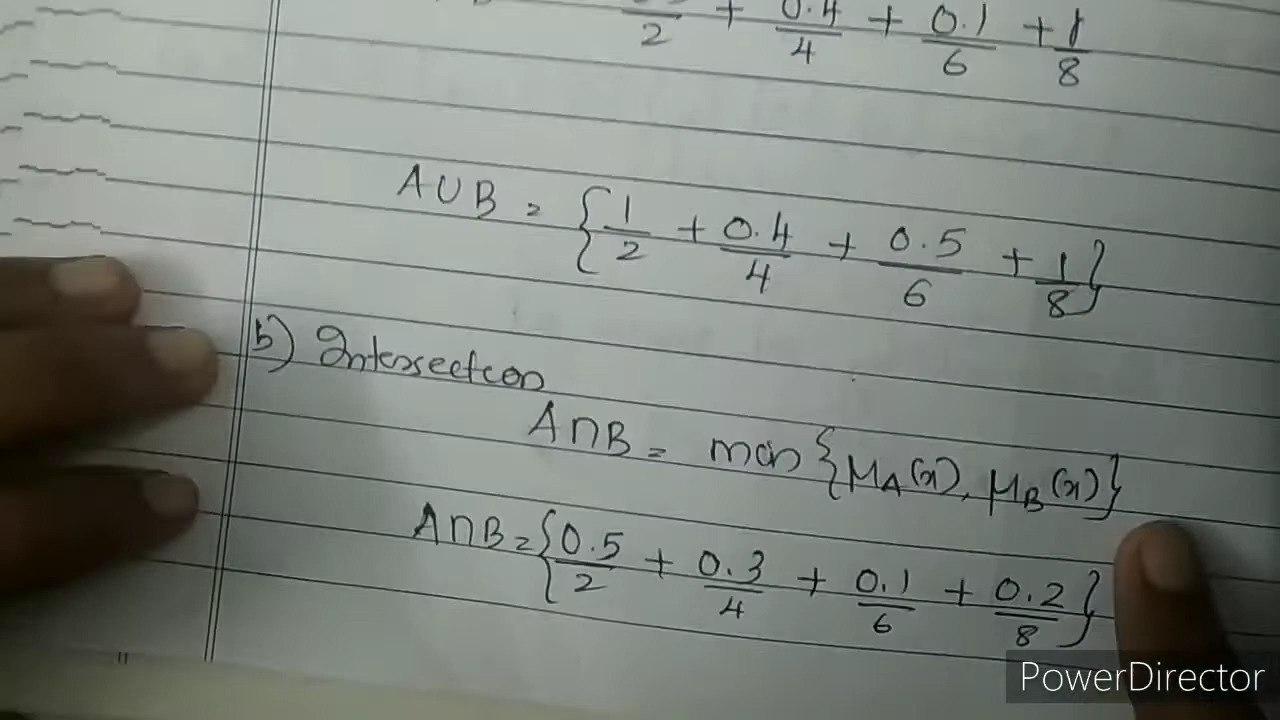 /2 + 0.4/4 + 0.1/6 + 1/8
A∪B = {1/2 + 0.4/4 + 0.5/6 + 1/8}
b) Intersection
A∩B = min {μA(x), μB(x)}
A∩B = {0.5/2 + 0.3/4 + 0.1/6 + 0.2/8}
PowerDirector